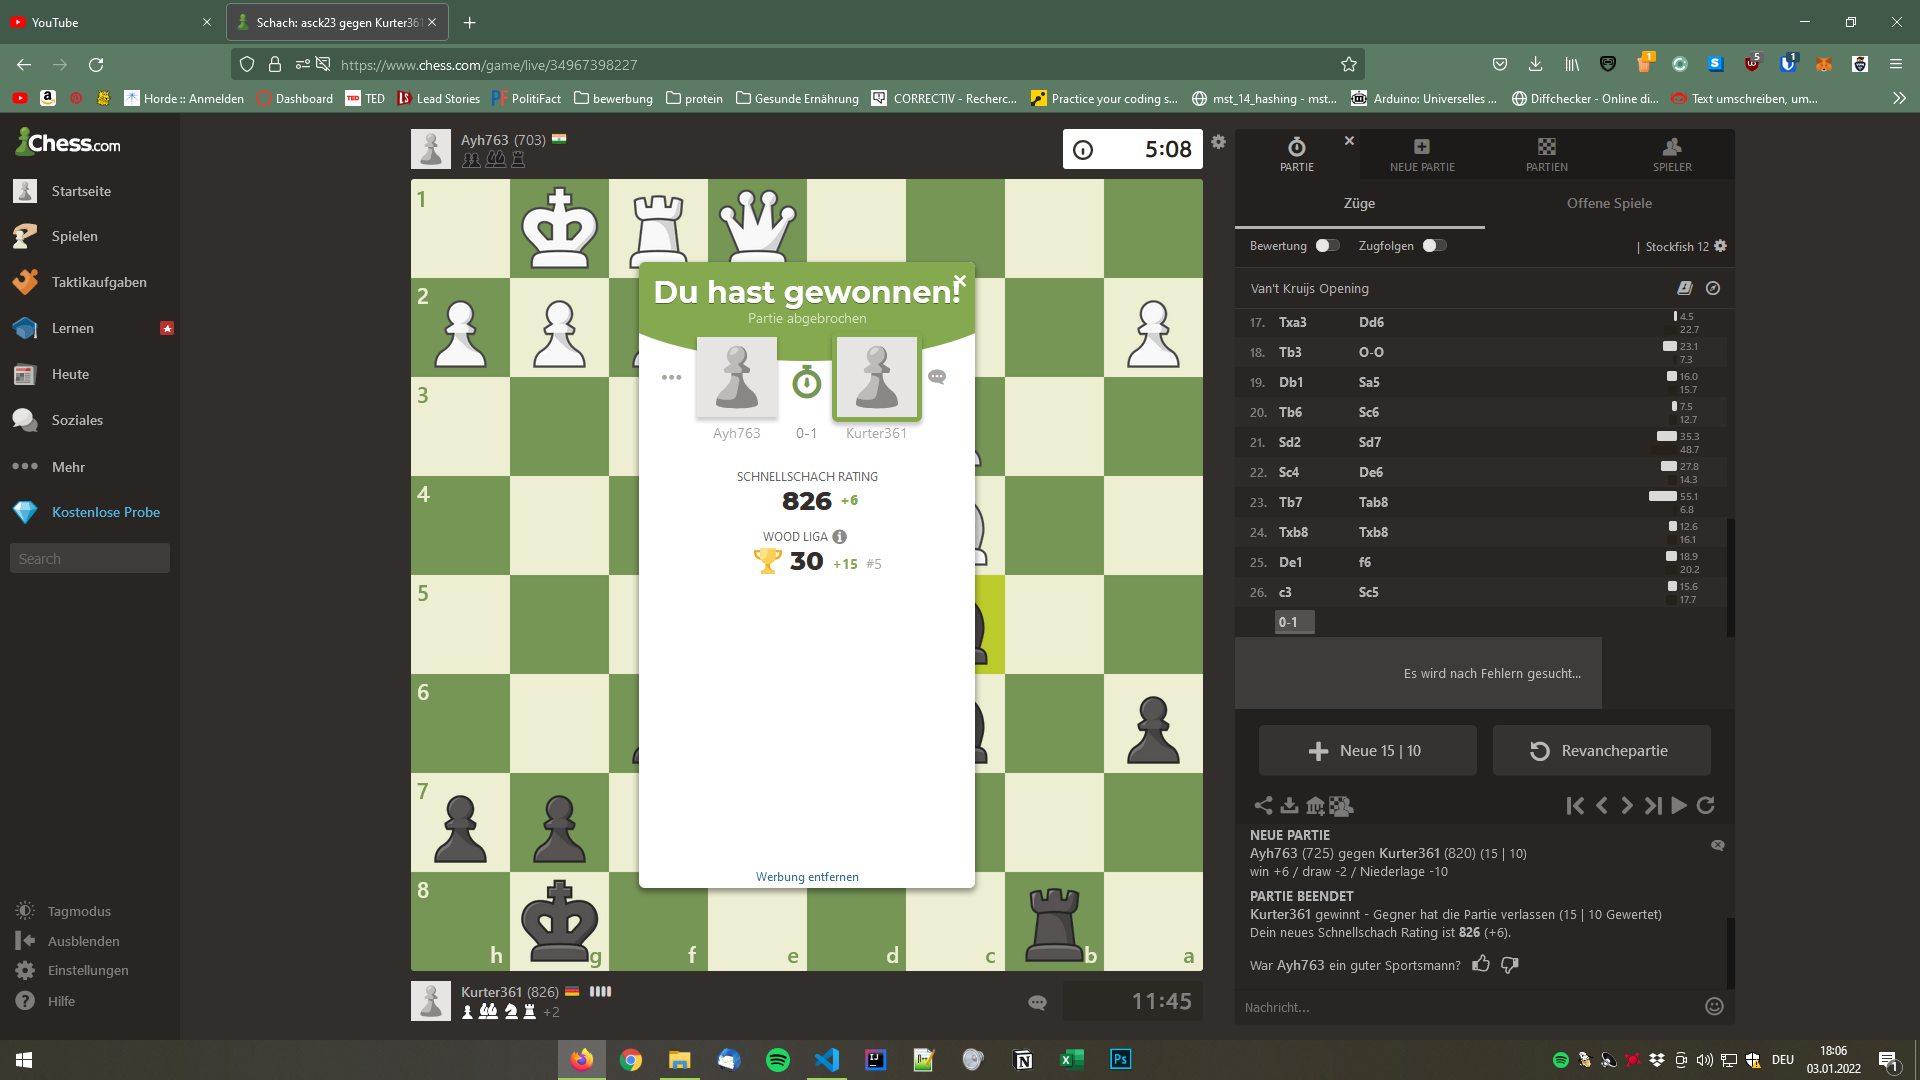 YouTube
Schach: asck23 gegen Kurter361
https://www.chess.com/game/live/34967398227
1
5
1
Horde :: Anmelden
Dashboard
TED TED
LS Lead Stories
PF PolitiFact
bewerbung
protein
Gesunde Ernährung
CORRECTIV - Recherc...
Practice your coding s...
mst_14_hashing - mst...
Arduino: Universelles ...
Diffchecker - Online di...
Text umschreiben, um...
Chess.com
Startseite
Spielen
Taktikaufgaben
Lernen
Heute
Soziales
Mehr
Kostenlose Probe
Search
Tagmodus
Ausblenden
Einstellungen
Hilfe
Ayh763 (703)
5:08
1
2
3
4
5
6
7
8
h g f e d c b a
Du hast gewonnen!
Partie abgebrochen
Ayh763 0-1 Kurter361
SCHNELLSCHACH RATING
826 +6
WOOD LIGA
30 +15 #5
Werbung entfernen
Kurter361 (826)
+2
11:45
PARTIE
NEUE PARTIE
PARTIEN
SPIELER
Züge
Offene Spiele
Bewertung
Zugfolgen
| Stockfish 12
Van't Kruijs Opening
17. Txa3 Dd6 4.5
22.7
18. Tb3 O-O 23.1
7.3
19. Db1 Sa5 16.0
15.7
20. Tb6 Sc6 7.5
12.7
21. Sd2 Sd7 35.3
48.7
22. Sc4 De6 27.8
14.3
23. Tb7 Tab8 55.1
6.8
24. Txb8 Txb8 12.6
16.1
25. De1 f6 18.9
20.2
26. c3 Sc5 15.6
17.7
0-1
Es wird nach Fehlern gesucht...
Neue 15 | 10
Revanchepartie
NEUE PARTIE
Ayh763 (725) gegen Kurter361 (820) (15 | 10)
win +6 / draw -2 / Niederlage -10
PARTIE BEENDET
Kurter361 gewinnt - Gegner hat die Partie verlassen (15 | 10 Gewertet)
Dein neues Schnellschach Rating ist 826 (+6).
War Ayh763 ein guter Sportsmann?
Nachricht...
DEU
18:06
03.01.2022
1